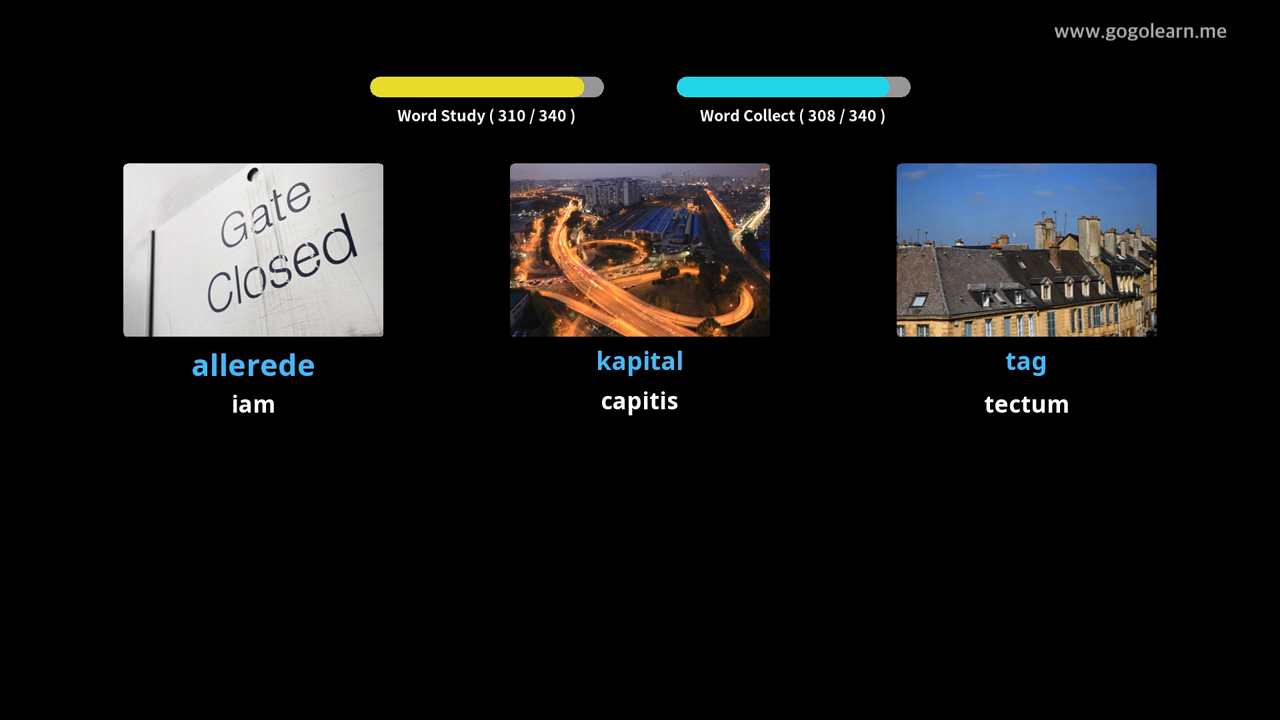 www.gogolearn.me
Word Study ( 310 / 340 )
Word Collect ( 308 / 340 )
Gate
Closed
allerede
kapital
tag
iam
capitis
tectum